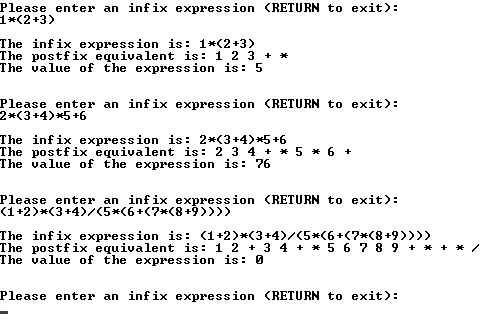 Please enter an infix expression (RETURN to exit):
1*(2+3)
The infix expression is: 1*(2+3)
The postfix equivalent is: 1 2 3 + *
The value of the expression is: 5
Please enter an infix expression (RETURN to exit):
2*(3+4)*5+6
The infix expression is: 2*(3+4)*5+6
The postfix equivalent is: 2 3 4 + * 5 * 6 +
The value of the expression is: 76
Please enter an infix expression (RETURN to exit):
(1+2)*(3+4)/(5*(6+(7*(8+9))))
The infix expression is: (1+2)*(3+4)/(5*(6+(7*(8+9))))
The postfix equivalent is: 1 2 + 3 4 + * 5 6 7 8 9 + * + * /
The value of the expression is: 0
Please enter an infix expression (RETURN to exit):